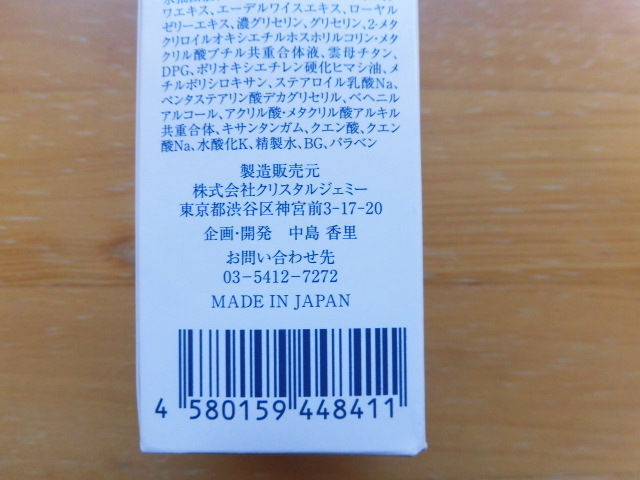 ワエキス、エーデルワイスエキス、ローヤル
ゼリーエキス、濃グリセリン、グリセリン、2-メタ
クリロイルオキシエチルホスホリルコリン・メタ
クリル酸ブチル共重合体液、雲母チタン、
DPG、ポリオキシエチレン硬化ヒマシ油、メ
チルポリシロキサン、ステアロイル乳酸Na、
ペンタステアリン酸デカグリセリル、ベヘニル
アルコール、アクリル酸・メタクリル酸アルキル
共重合体、キサンタンガム、クエン酸、クエン
酸Na、水酸化K、精製水、BG、パラベン
製造販売元
株式会社クリスタルジェミー
東京都渋谷区神宮前3-17-20
企画・開発 中島 香里
お問い合わせ先
03-5412-7272
MADE IN JAPAN
4 580159 448411